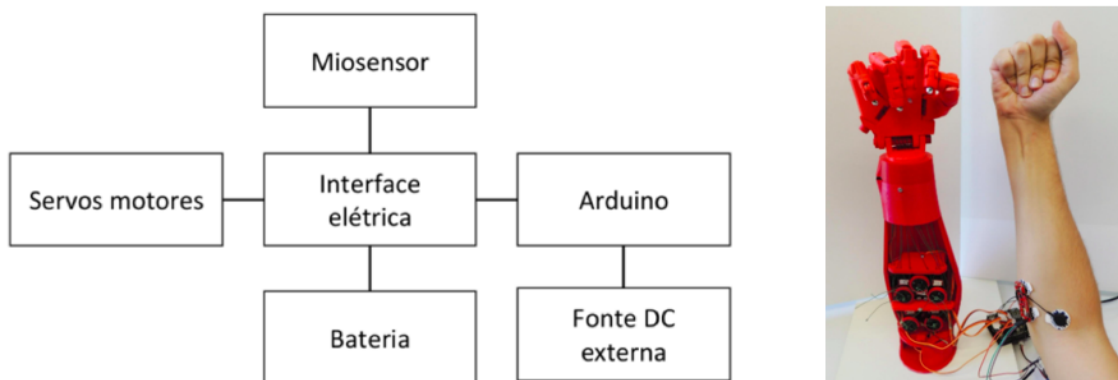 Miosensor
Servos motores
Interface
elétrica
Arduino
Bateria
Fonte DC
externa